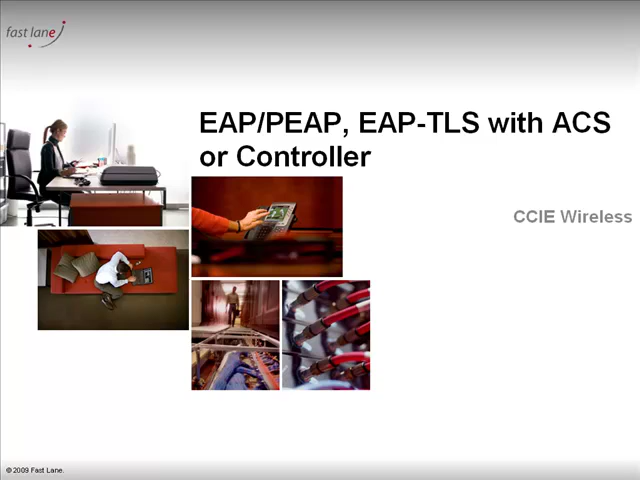 fast lane
EAP/PEAP, EAP-TLS with ACS
or Controller
CCIE Wireless
© 2009 Fast Lane.